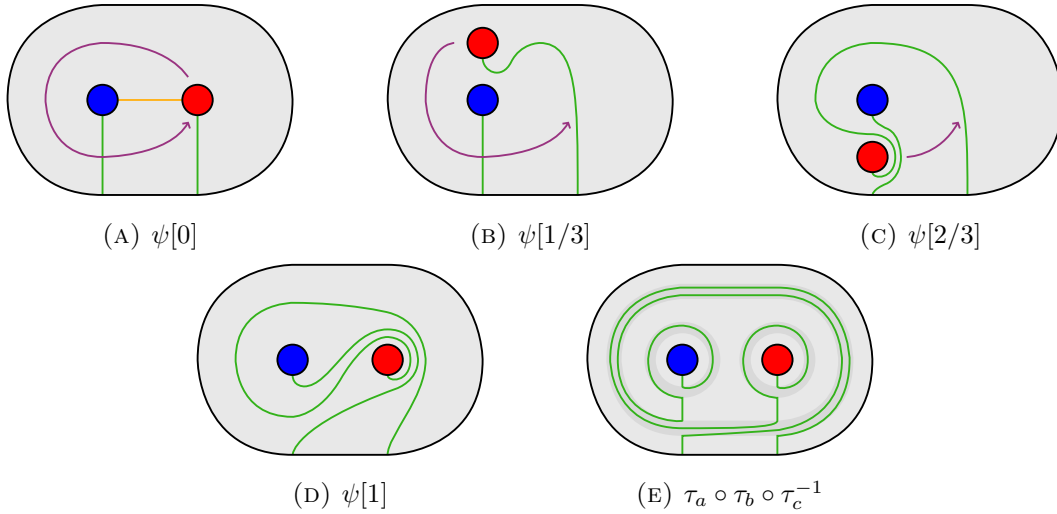 (A) ψ[0]
(B) ψ[1/3]
(C) ψ[2/3]
(D) ψ[1]
(E) τ_a ∘ τ_b ∘ τ_c^{-1}